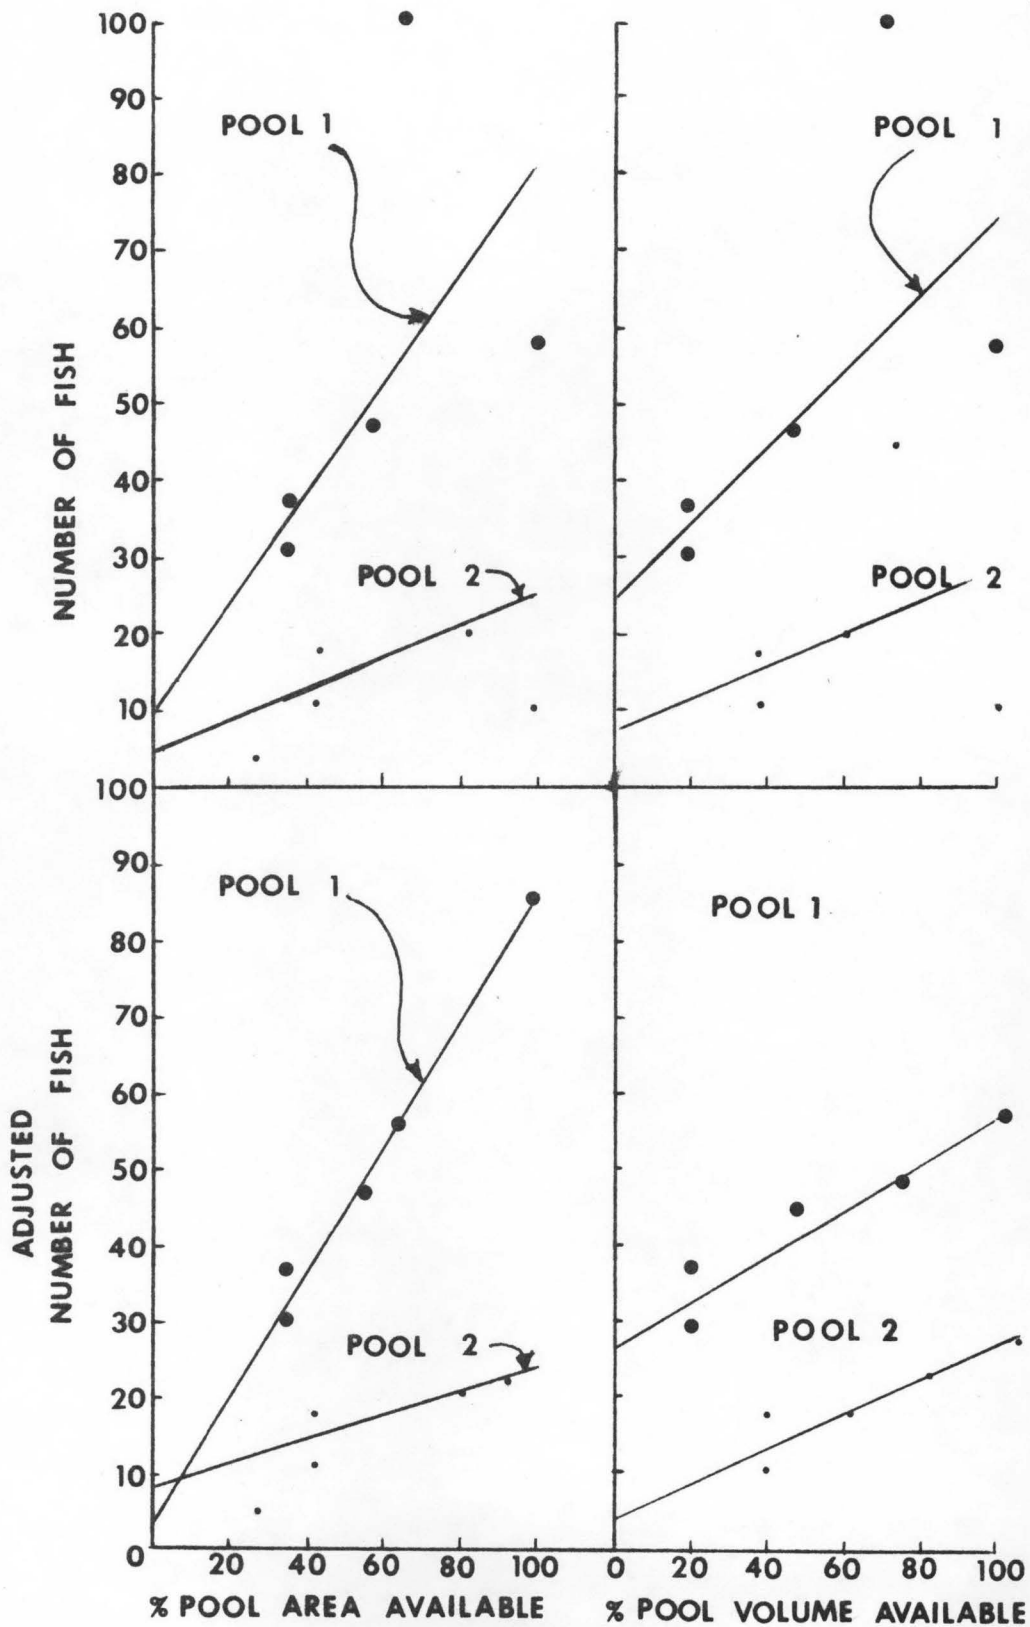 100
90
80
70
60
50
40
30
20
10
NUMBER OF FISH
POOL 1
POOL 2
POOL 1
POOL 2
100
90
80
70
60
50
40
30
20
10
0
ADJUSTED
NUMBER OF FISH
POOL 1
POOL 2
20 40 60 80 100
% POOL AREA AVAILABLE
POOL 1
POOL 2
0 20 40 60 80 100
% POOL VOLUME AVAILABLE